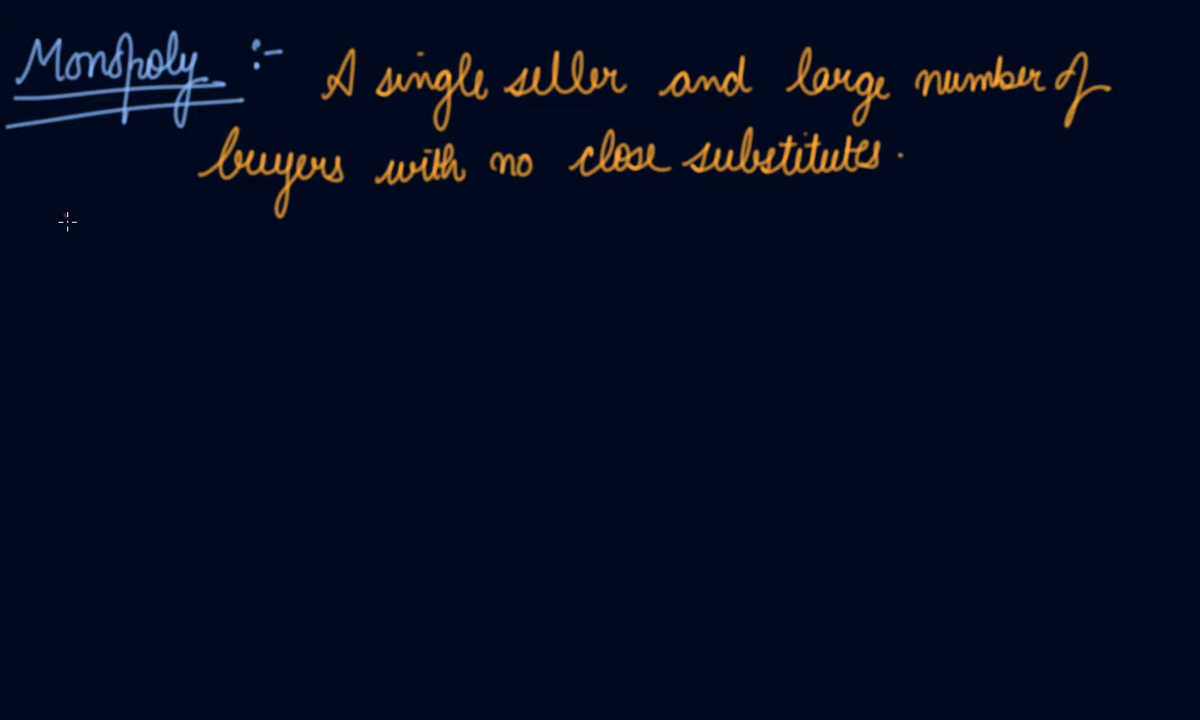 Monopoly :- A single seller and large number of
buyers with no close substitutes.